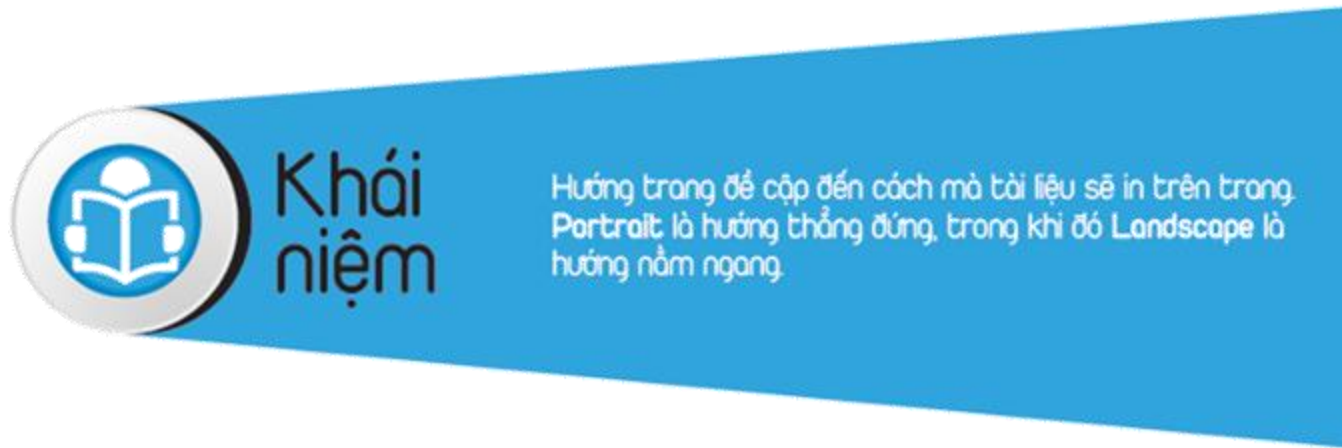 Khái
niệm
Hướng trang đề cập đến cách mà tài liệu sẽ in trên trang.
Portrait là hướng thẳng đứng, trong khi đó Landscape là
hướng nằm ngang.